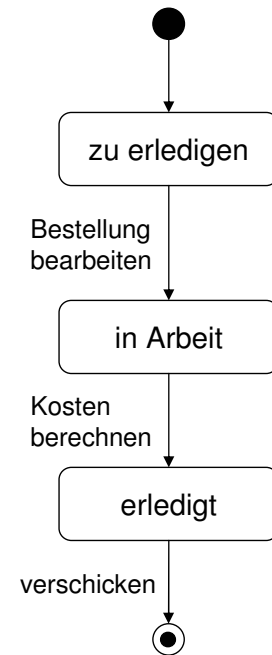 zu erledigen
Bestellung
bearbeiten
in Arbeit
Kosten
berechnen
erledigt
verschicken